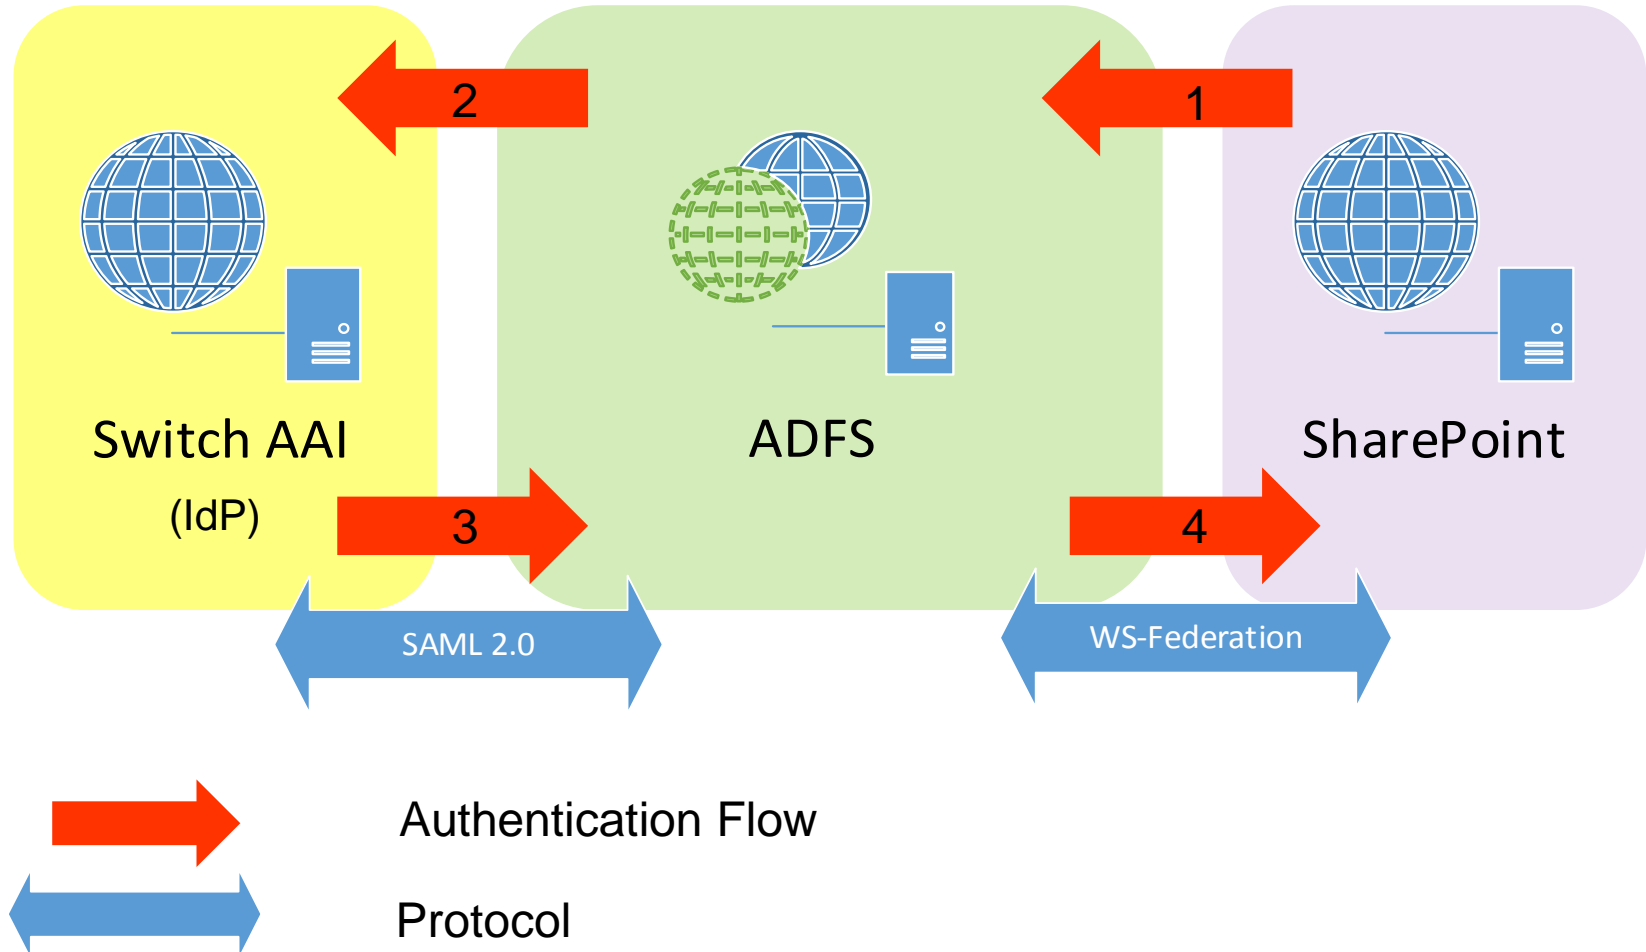 2
1
Switch AAI
(IdP)
ADFS
SharePoint
3
4
SAML 2.0
WS-Federation
Authentication Flow
Protocol